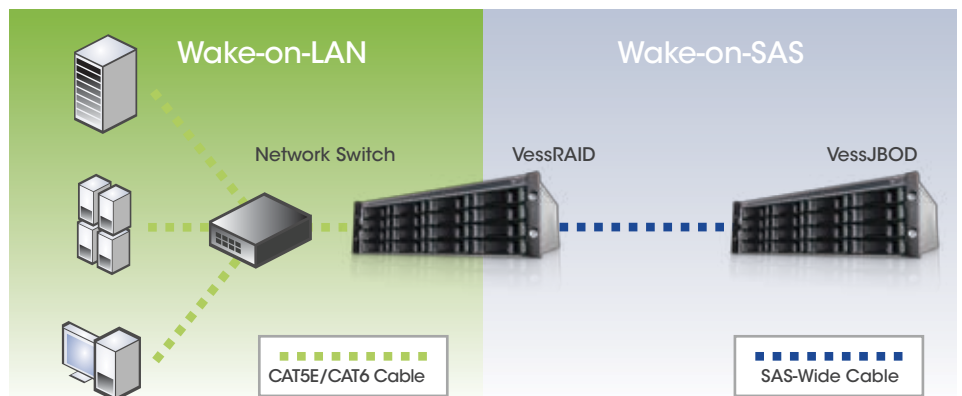 Wake-on-LAN
Wake-on-SAS
Network Switch
VessRAID
VessJBOD
CAT5E/CAT6 Cable
SAS-Wide Cable